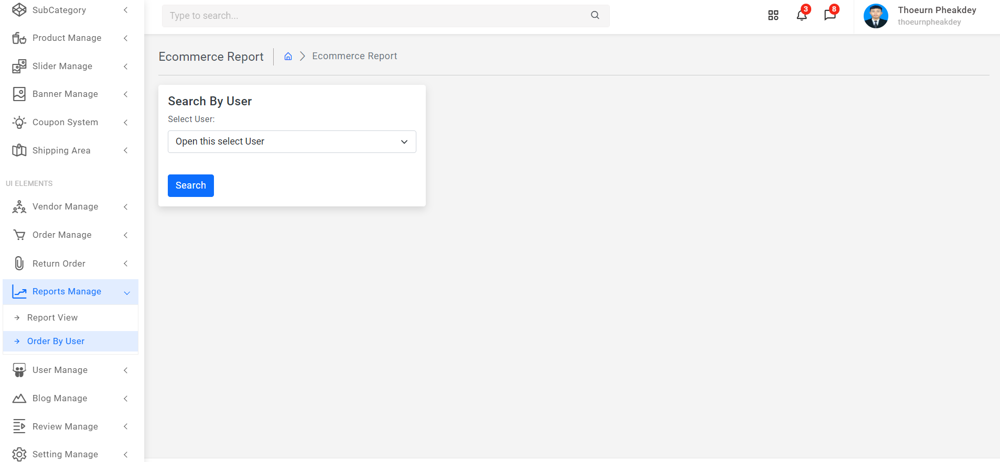 SubCategory
Product Manage
Slider Manage
Banner Manage
Coupon System
Shipping Area
UI ELEMENTS
Vendor Manage
Order Manage
Return Order
Reports Manage
Report View
Order By User
User Manage
Blog Manage
Review Manage
Setting Manage
Type to search...
3
8
Thoeurn Pheakdey
thoeurnpheakdey
Ecommerce Report
Ecommerce Report
Search By User
Select User:
Open this select User
Search